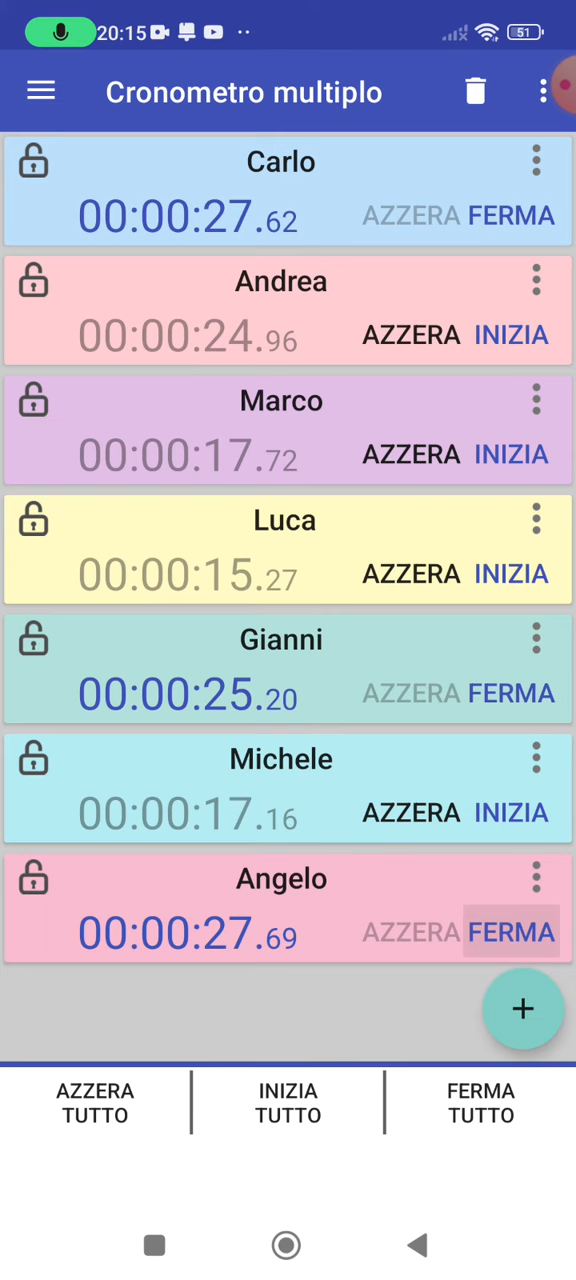 20:15 51
Cronometro multiplo
Carlo
00:00:27.62 AZZERA FERMA
Andrea
00:00:24.96 AZZERA INIZIA
Marco
00:00:17.72 AZZERA INIZIA
Luca
00:00:15.27 AZZERA INIZIA
Gianni
00:00:25.20 AZZERA FERMA
Michele
00:00:17.16 AZZERA INIZIA
Angelo
00:00:27.69 AZZERA FERMA
+
AZZERA TUTTO
INIZIA TUTTO
FERMA TUTTO